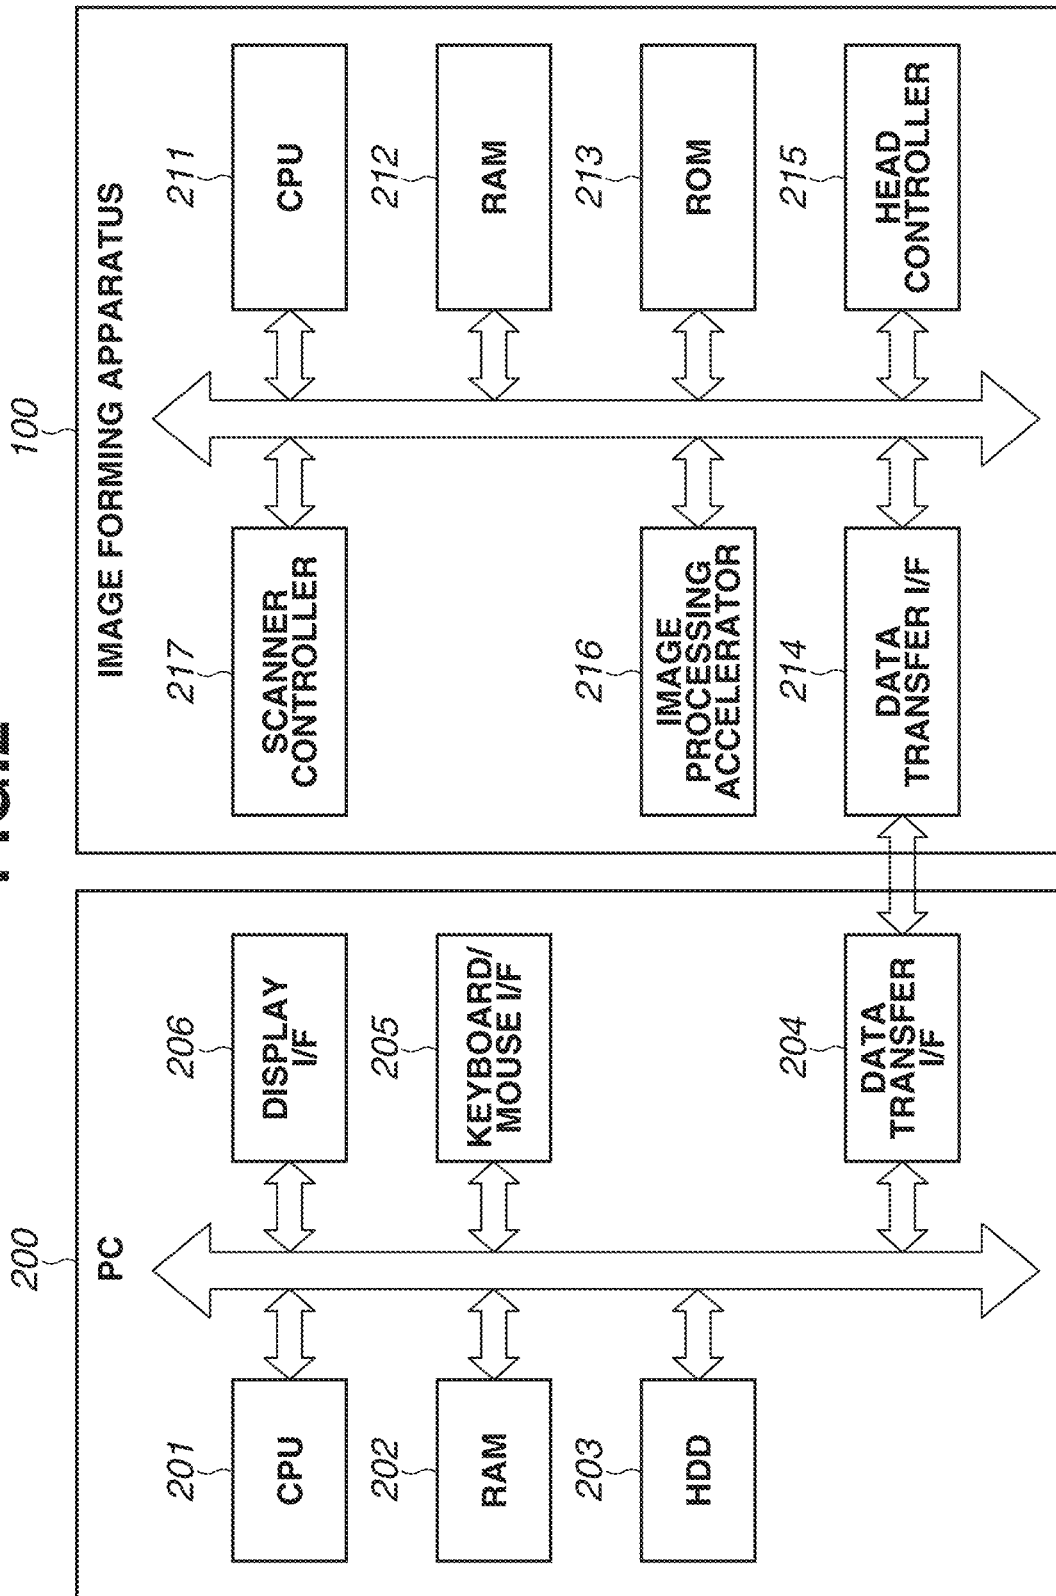 200
100
PC
IMAGE FORMING APPARATUS
201
CPU
206
DISPLAY
I/F
217
SCANNER
CONTROLLER
211
CPU
202
RAM
205
KEYBOARD/
MOUSE I/F
212
RAM
203
HDD
216
IMAGE
PROCESSING
ACCELERATOR
213
ROM
204
DATA
TRANSFER
I/F
214
DATA
TRANSFER I/F
215
HEAD
CONTROLLER